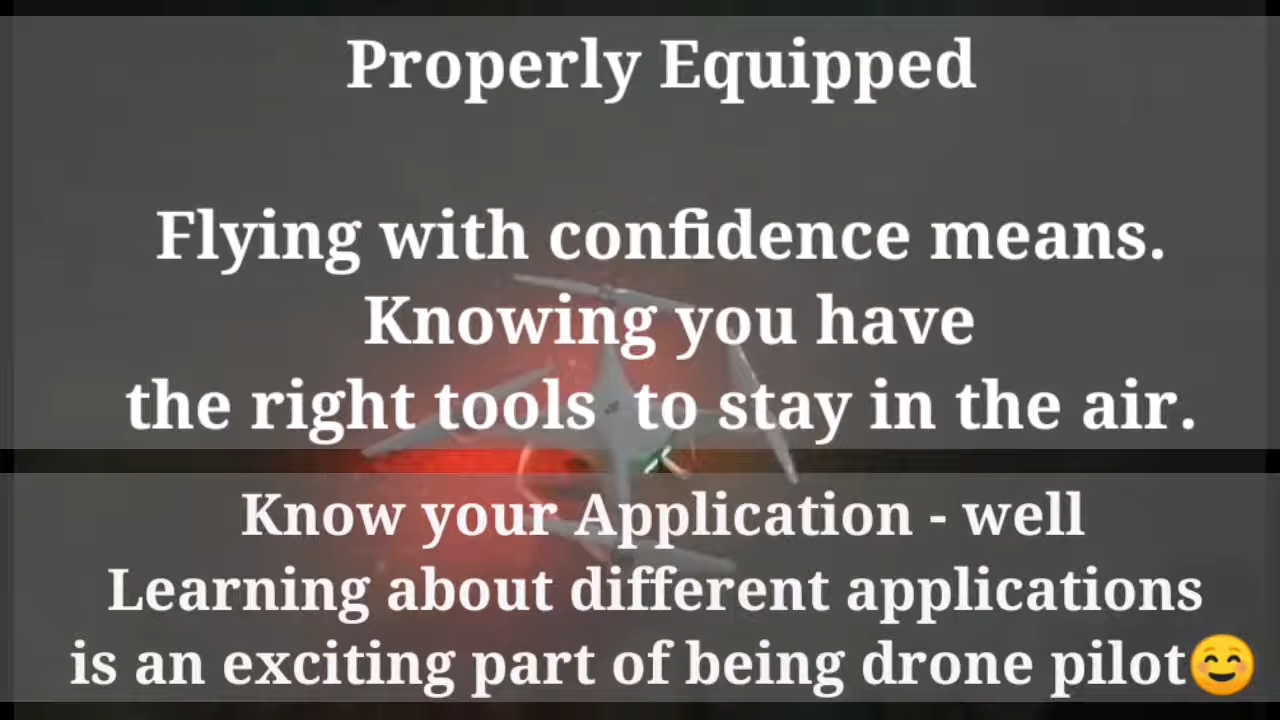 Properly Equipped
Flying with confidence means.
Knowing you have
the right tools  to stay in the air.
Know your Application - well
Learning about different applications
is an exciting part of being drone pilot😊